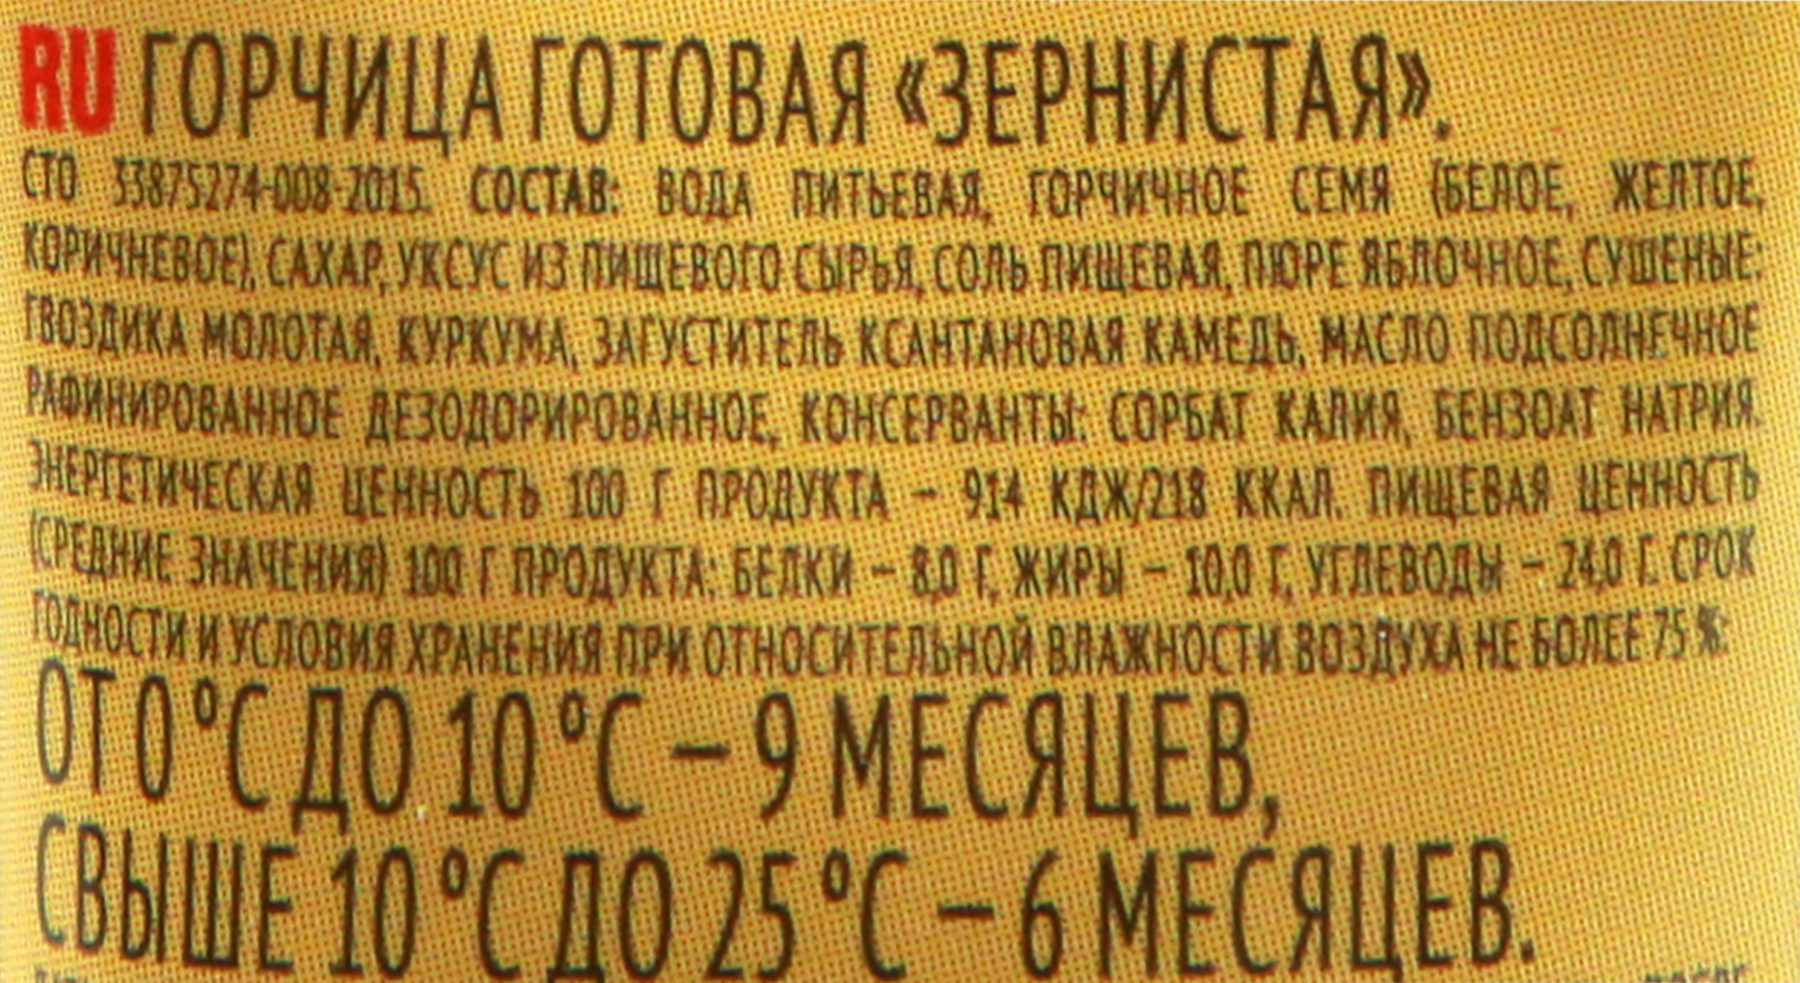 RU ГОРЧИЦА ГОТОВАЯ «ЗЕРНИСТАЯ».
СТО 33875274-008-2015. СОСТАВ: ВОДА ПИТЬЕВАЯ, ГОРЧИЧНОЕ СЕМЯ (БЕЛОЕ, ЖЕЛТОЕ,
КОРИЧНЕВОЕ), САХАР, УКСУС ИЗ ПИЩЕВОГО СЫРЬЯ, СОЛЬ ПИЩЕВАЯ, ПЮРЕ ЯБЛОЧНОЕ, СУШЕНЫЕ:
ГВОЗДИКА МОЛОТАЯ, КУРКУМА, ЗАГУСТИТЕЛЬ КСАНТАНОВАЯ КАМЕДЬ, МАСЛО ПОДСОЛНЕЧНОЕ
РАФИНИРОВАННОЕ ДЕЗОДОРИРОВАННОЕ, КОНСЕРВАНТЫ: СОРБАТ КАЛИЯ, БЕНЗОАТ НАТРИЯ.
ЭНЕРГЕТИЧЕСКАЯ ЦЕННОСТЬ 100 Г ПРОДУКТА – 914 КДЖ/218 ККАЛ. ПИЩЕВАЯ ЦЕННОСТЬ
(СРЕДНИЕ ЗНАЧЕНИЯ) 100 Г ПРОДУКТА: БЕЛКИ – 8,0 Г, ЖИРЫ – 10,0 Г, УГЛЕВОДЫ – 24,0 Г. СРОК
ГОДНОСТИ И УСЛОВИЯ ХРАНЕНИЯ ПРИ ОТНОСИТЕЛЬНОЙ ВЛАЖНОСТИ ВОЗДУХА НЕ БОЛЕЕ 75 %:
ОТ 0 °С ДО 10 °С – 9 МЕСЯЦЕВ,
СВЫШЕ 10 °С ДО 25 °С – 6 МЕСЯЦЕВ.